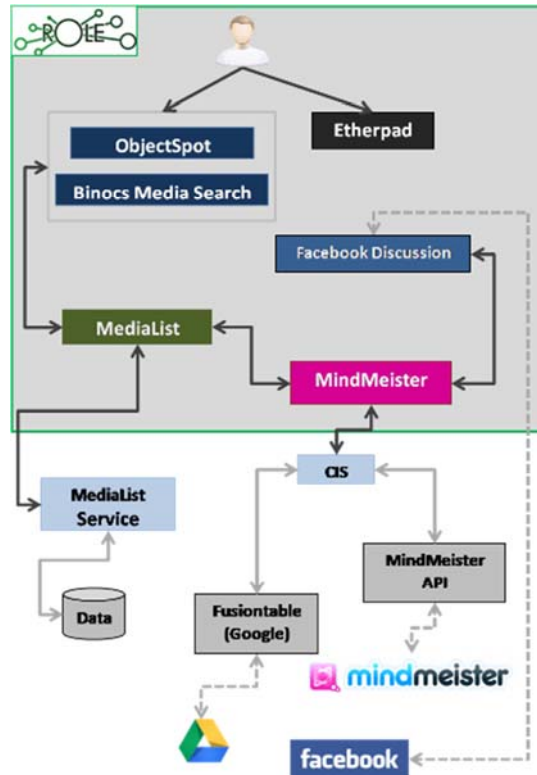 ROLE
ObjectSpot
Etherpad
Binocs Media Search
Facebook Discussion
MediaList
MindMeister
CIS
MediaList
Service
MindMeister
API
Data
Fusiontable
(Google)
mindmeister
facebook